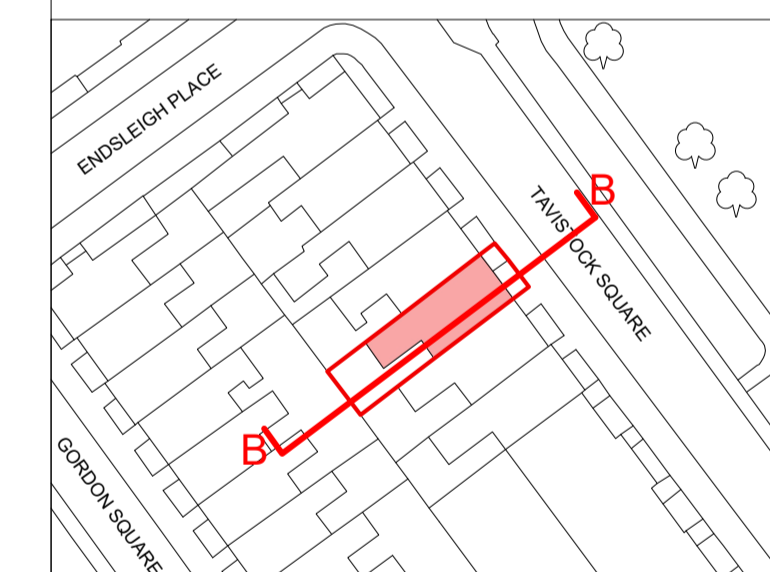 ENDSLEIGH PLACE
B
TAVISTOCK SQUARE
B
GORDON SQUARE